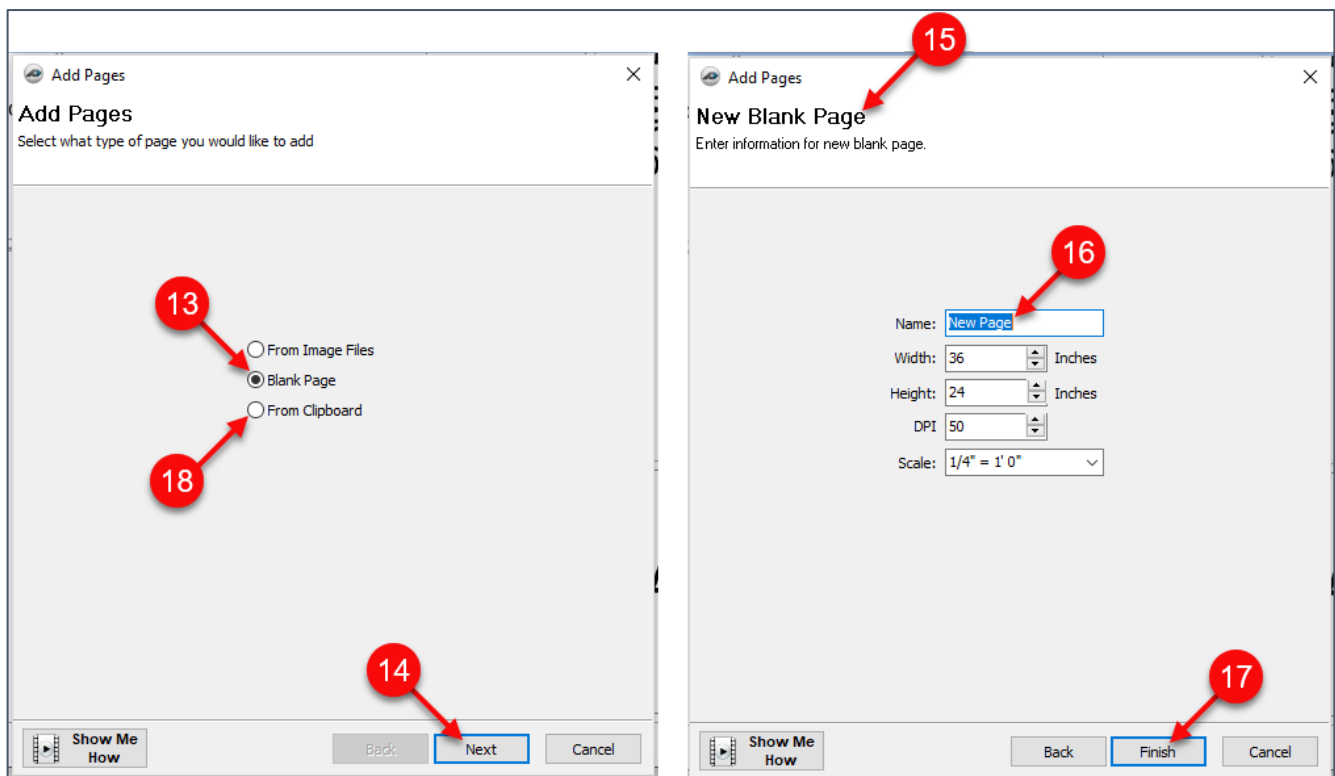 Add Pages
Add Pages
Select what type of page you would like to add
13
From Image Files
Blank Page
From Clipboard
18
14
Show Me
How
Back
Next
Cancel
15
Add Pages
New Blank Page
Enter information for new blank page.
16
Name: New Page
Width: 36 Inches
Height: 24 Inches
DPI 50
Scale: 1/4" = 1' 0"
17
Show Me
How
Back
Finish
Cancel